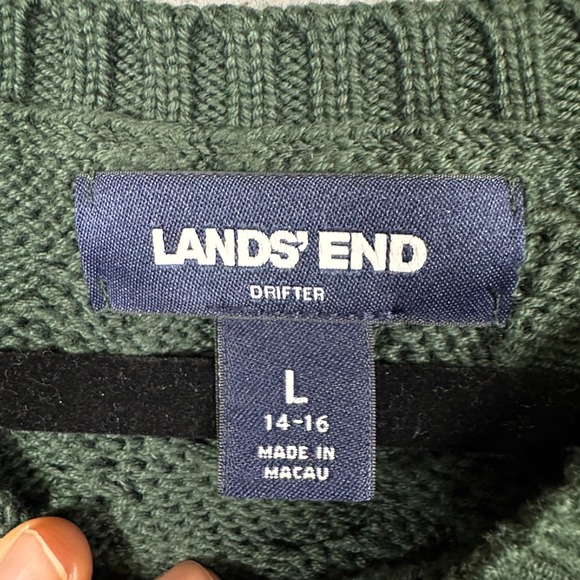 LANDS' END
DRIFTER
L
14-16
MADE IN
MACAU